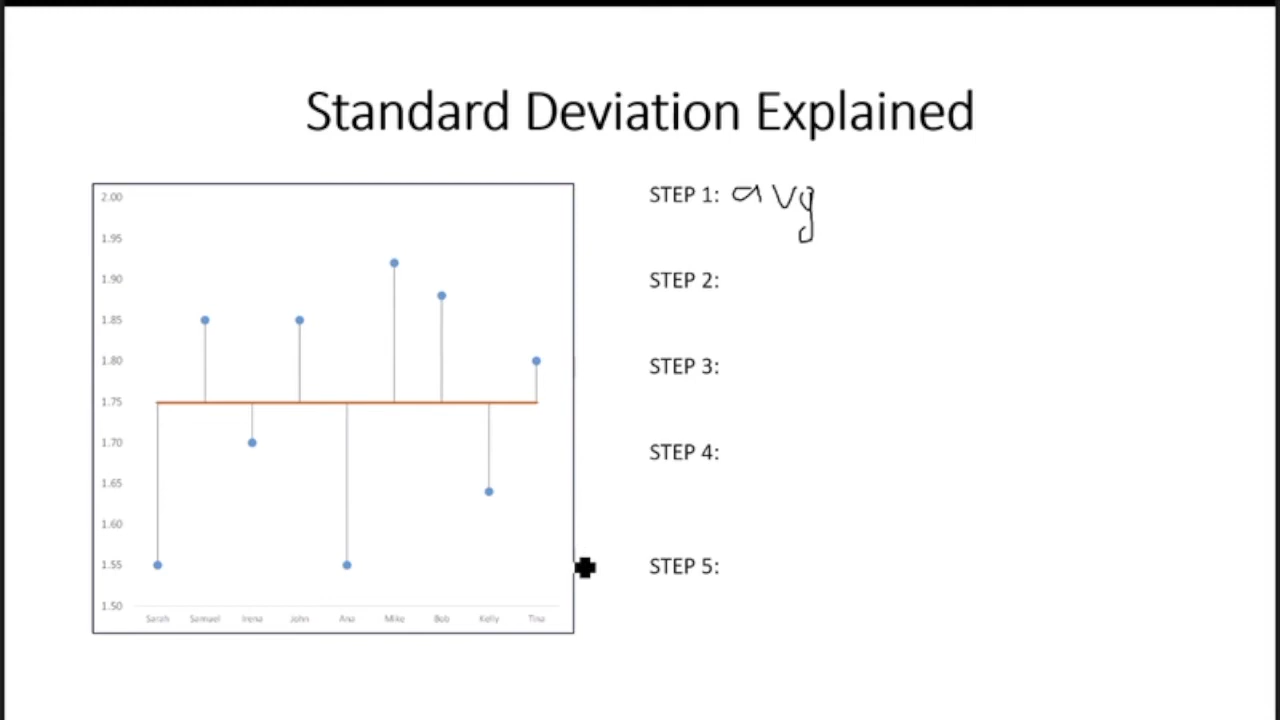 Standard Deviation Explained
2.00
1.95
1.90
1.85
1.80
1.75
1.70
1.65
1.60
1.55
1.50
Sarah Samuel Irena John Ana Mike Bob Kelly Tina
STEP 1: avg
STEP 2:
STEP 3:
STEP 4:
STEP 5: